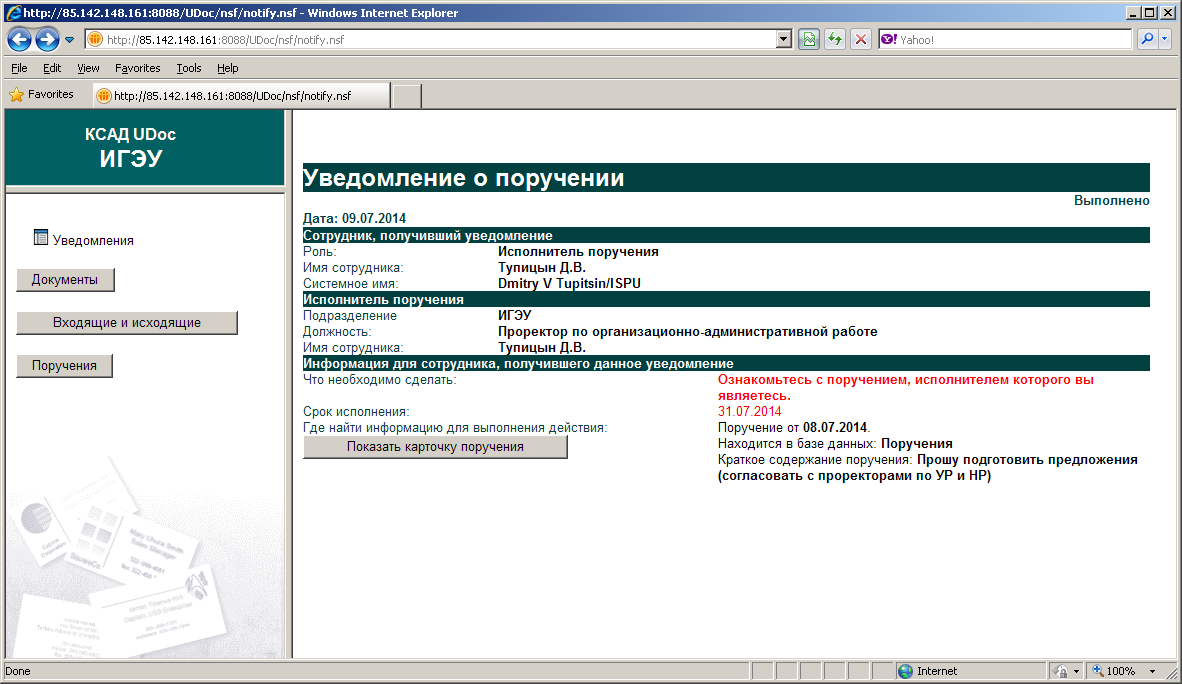 http://85.142.148.161:8088/UDoc/nsf/notify.nsf - Windows Internet Explorer
http://85.142.148.161:8088/UDoc/nsf/notify.nsf
Yahoo!
File Edit View Favorites Tools Help
Favorites
http://85.142.148.161:8088/UDoc/nsf/notify.nsf
КСАД UDoc
ИГЭУ
Уведомления
Документы
Входящие и исходящие
Поручения
Уведомление о поручении
Выполнено
Дата: 09.07.2014
Сотрудник, получивший уведомление
Роль: Исполнитель поручения
Имя сотрудника: Тупицын Д.В.
Системное имя: Dmitry V Tupitsin/ISPU
Исполнитель поручения
Подразделение ИГЭУ
Должность: Проректор по организационно-административной работе
Имя сотрудника: Тупицын Д.В.
Информация для сотрудника, получившего данное уведомление
Что необходимо сделать: Ознакомьтесь с поручением, исполнителем которого вы
являетесь.
Срок исполнения: 31.07.2014
Где найти информацию для выполнения действия: Поручение от 08.07.2014.
Показать карточку поручения
Находится в базе данных: Поручения
Краткое содержание поручения: Прошу подготовить предложения
(согласовать с проректорами по УР и НР)
Done
Internet
100%